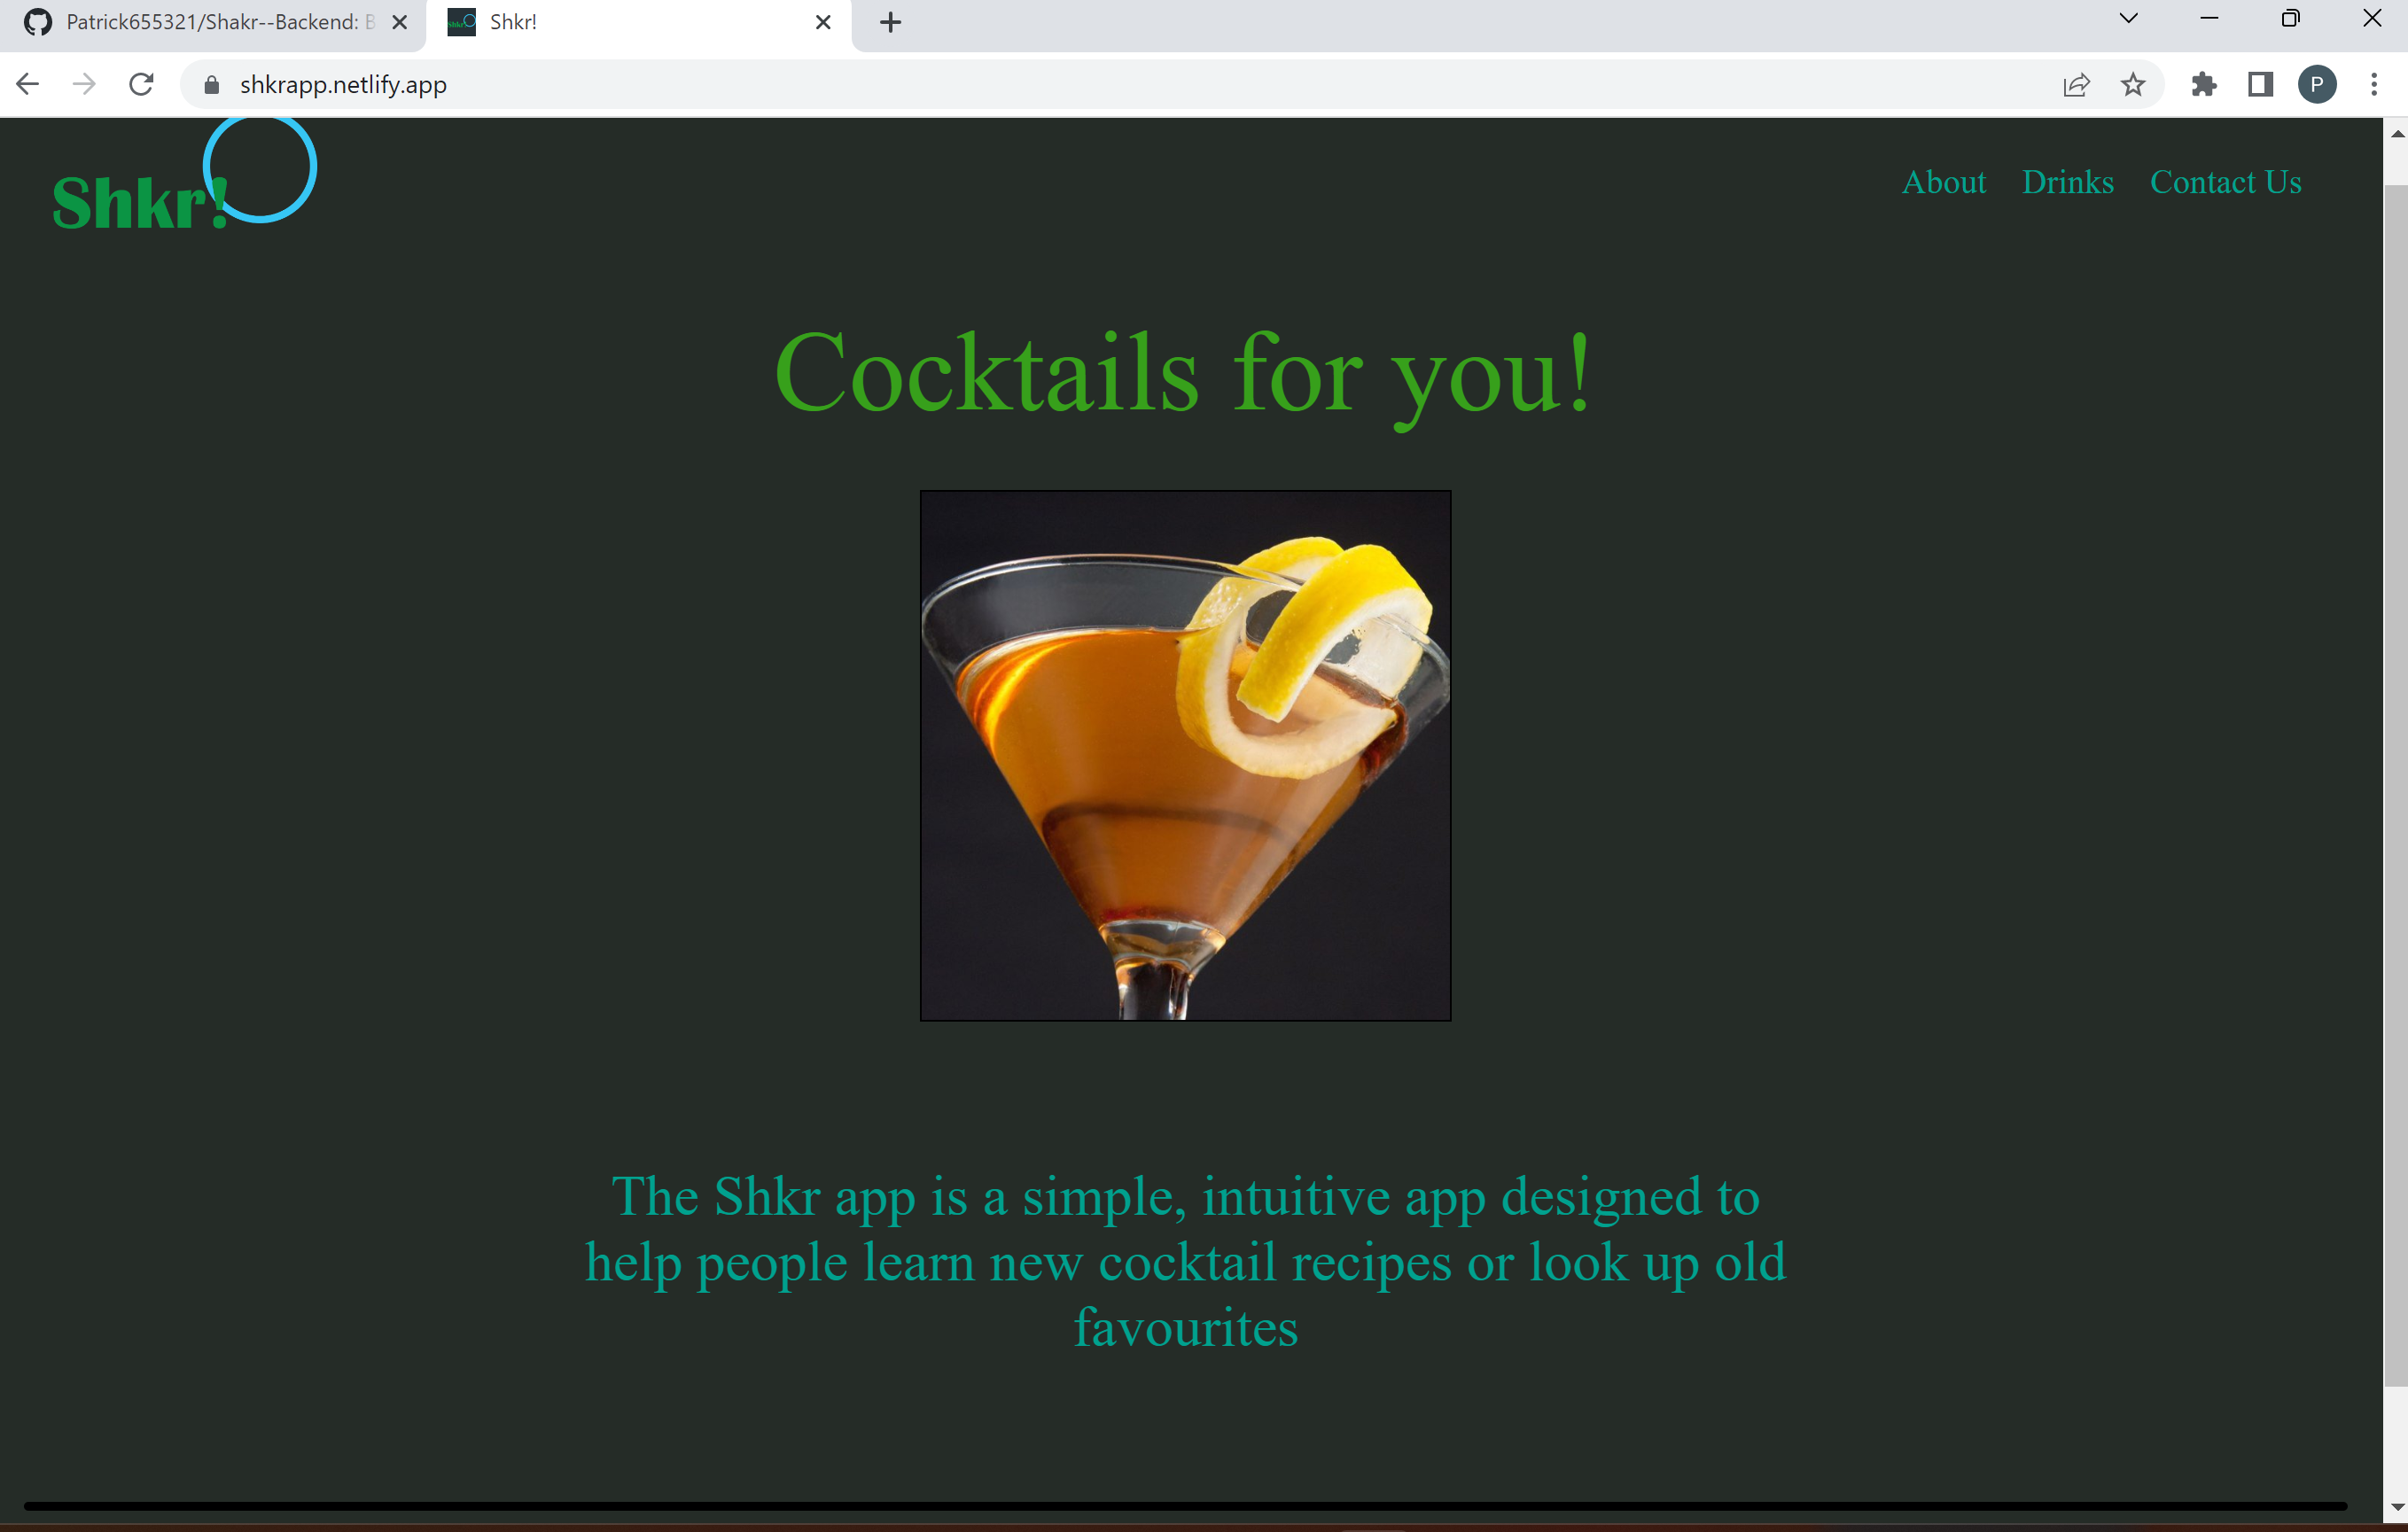 Patrick655321/Shakr--Backend: B
Shkr!
shkrapp.netlify.app
P
Shkr!
About Drinks Contact Us
Cocktails for you!
The Shkr app is a simple, intuitive app designed to
help people learn new cocktail recipes or look up old
favourites